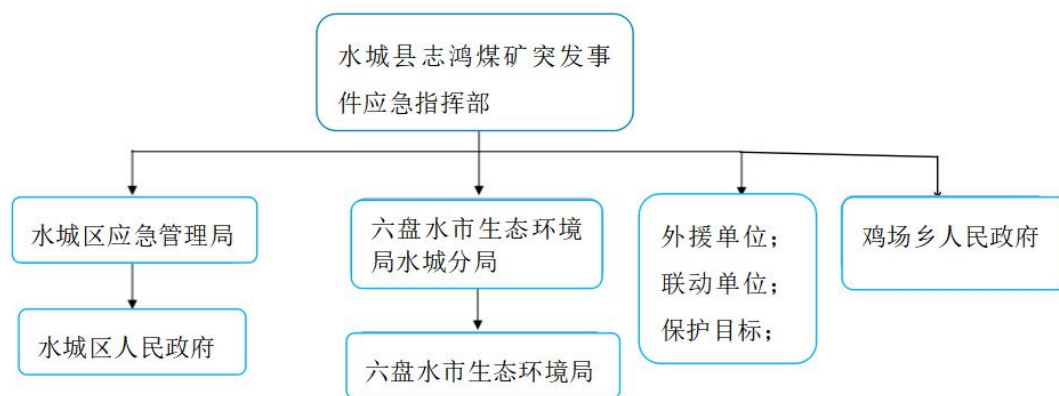 水城县志鸿煤矿突发事
件应急指挥部
水城区应急管理局
六盘水市生态环境
局水城分局
外援单位；
联动单位；
保护目标；
鸡场乡人民政府
水城区人民政府
六盘水市生态环境局